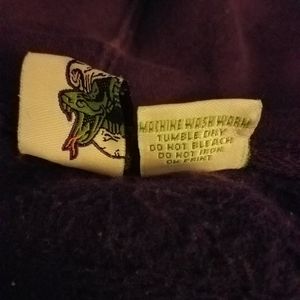 MACHINE WASH WARM
TUMBLE DRY
DO NOT BLEACH
DO NOT IRON
ON PRINT